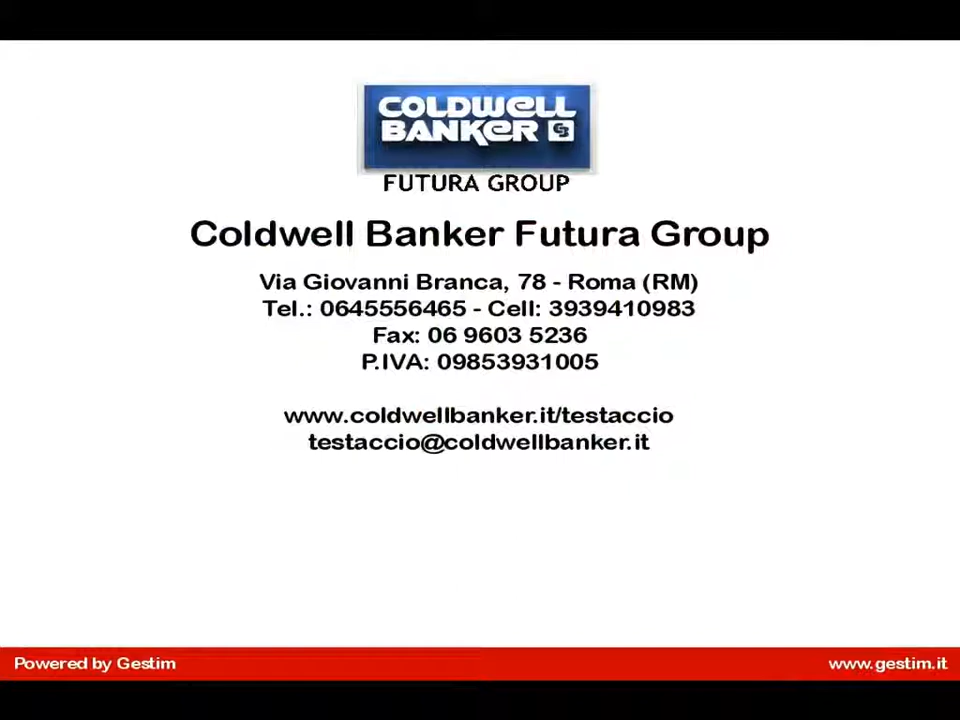 COLDWELL
BANKER CB
FUTURA GROUP
Coldwell Banker Futura Group
Via Giovanni Branca, 78 - Roma (RM)
Tel.: 0645556465 - Cell: 3939410983
Fax: 06 9603 5236
P.IVA: 09853931005
www.coldwellbanker.it/testaccio
testaccio@coldwellbanker.it
Powered by Gestim
www.gestim.it